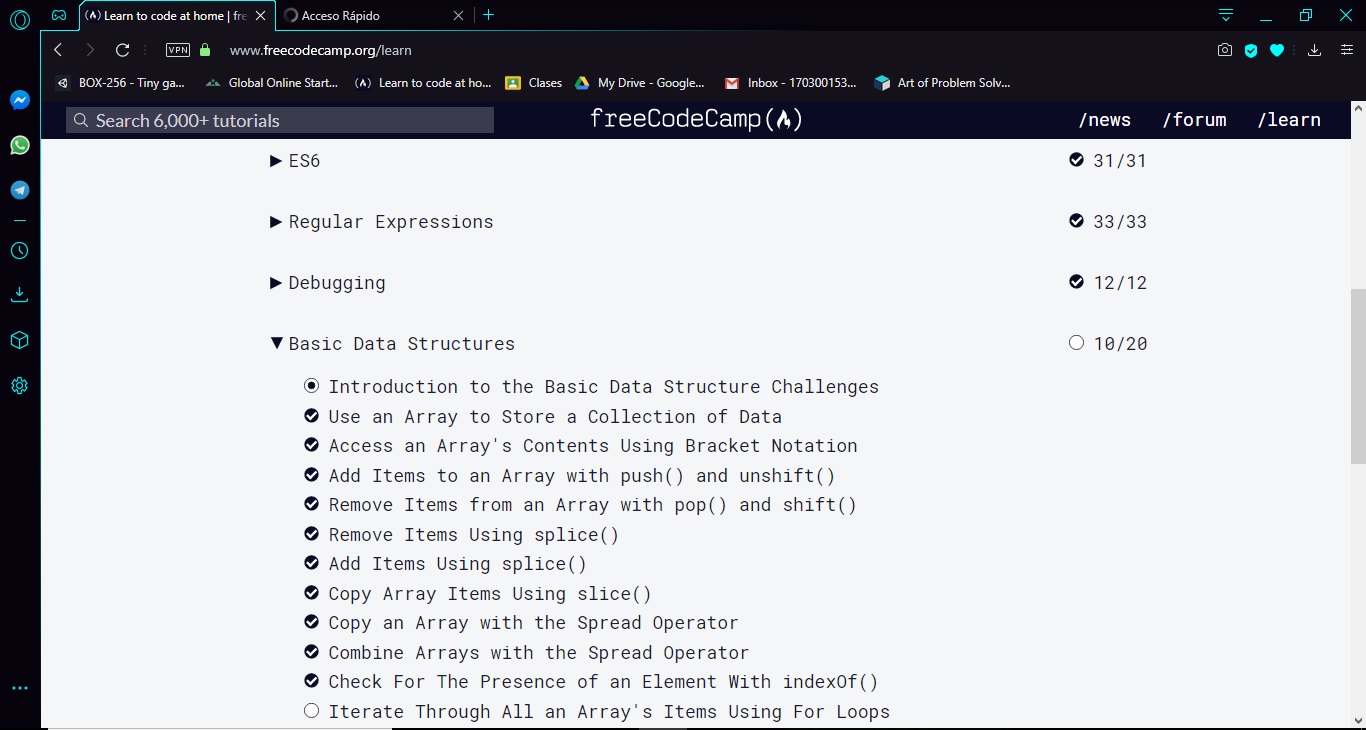 (Λ) Learn to code at home | fre
Acceso Rápido
VPN
www.freecodecamp.org/learn
BOX-256 - Tiny ga...
Global Online Start...
(Λ) Learn to code at ho...
Clases
My Drive - Google...
Inbox - 170300153...
Art of Problem Solv...
Search 6,000+ tutorials
freeCodeCamp
/news
/forum
/learn
ES6 31/31
Regular Expressions 33/33
Debugging 12/12
Basic Data Structures 10/20
Introduction to the Basic Data Structure Challenges
Use an Array to Store a Collection of Data
Access an Array's Contents Using Bracket Notation
Add Items to an Array with push() and unshift()
Remove Items from an Array with pop() and shift()
Remove Items Using splice()
Add Items Using splice()
Copy Array Items Using slice()
Copy an Array with the Spread Operator
Combine Arrays with the Spread Operator
Check For The Presence of an Element With indexOf()
Iterate Through All an Array's Items Using For Loops